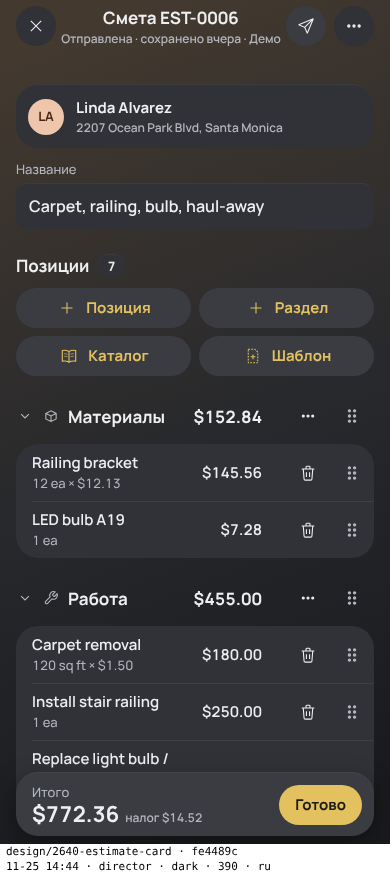 Смета EST-0006
Отправлена · сохранено вчера · Демо
LA
Linda Alvarez
2207 Ocean Park Blvd, Santa Monica
Название
Carpet, railing, bulb, haul-away
Позиции 7
+ Позиция
+ Раздел
Каталог
Шаблон
Материалы $152.84
Railing bracket
12 ea × $12.13
$145.56
LED bulb A19
1 ea
$7.28
Работа $455.00
Carpet removal
120 sq ft × $1.50
$180.00
Install stair railing
1 ea
$250.00
Replace light bulb /
Итого
$772.36 налог $14.52
Готово
design/2640-estimate-card · fe4489c
11-25 14:44 · director · dark · 390 · ru